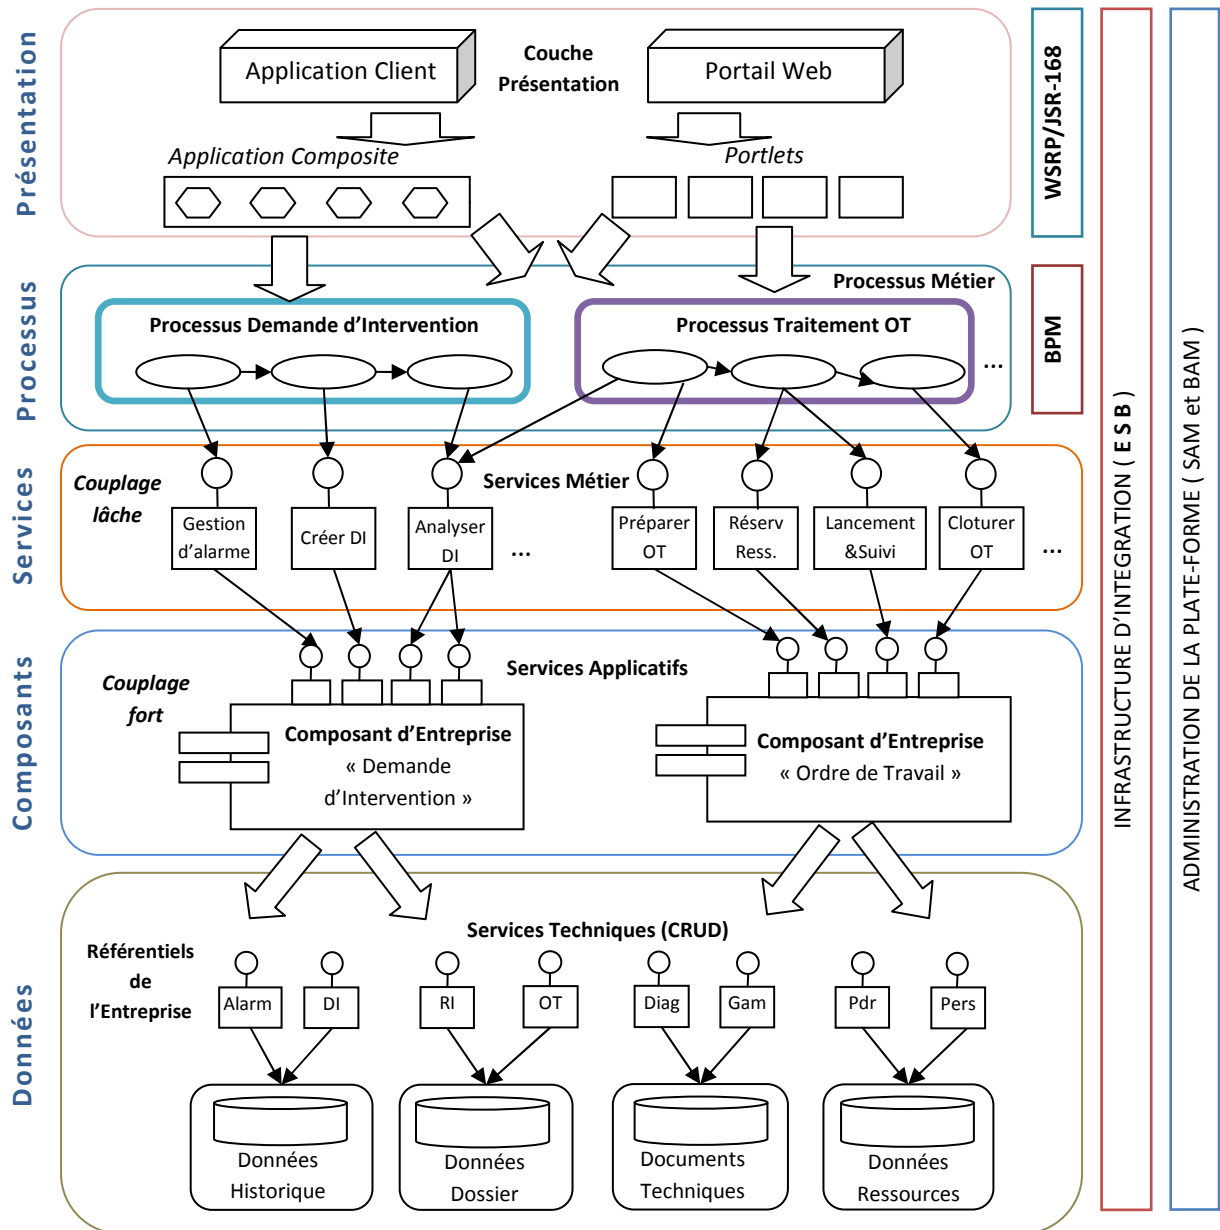 Présentation
Application Client
Couche
Présentation
Portail Web
Application Composite
Portlets
WSRP/JSR-168
Processus
Processus Métier
Processus Demande d’Intervention
Processus Traitement OT
...
BPM
Services
Couplage
lâche
Services Métier
Gestion
d’alarme
Créer DI
Analyser
DI
...
Préparer
OT
Réserv
Ress.
Lancement
&Suivi
Cloturer
OT
...
Composants
Couplage
fort
Services Applicatifs
Composant d’Entreprise
« Demande
d’Intervention »
Composant d’Entreprise
« Ordre de Travail »
Données
Services Techniques (CRUD)
Référentiels
de
l’Entreprise
Alarm
DI
RI
OT
Diag
Gam
Pdr
Pers
Données
Historique
Données
Dossier
Documents
Techniques
Données
Ressources
INFRASTRUCTURE D’INTEGRATION ( E S B )
ADMINISTRATION DE LA PLATE-FORME ( SAM et BAM )